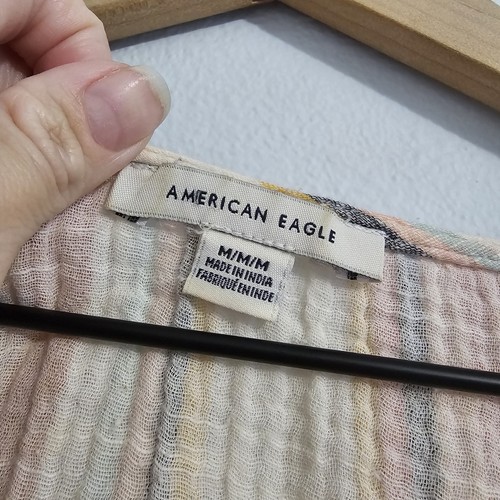 AMERICAN EAGLE
M/M/M
MADE IN INDIA
FABRIQUÉ EN INDE